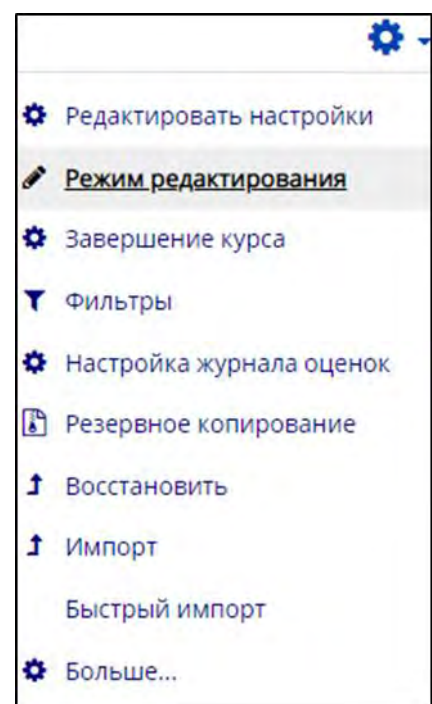 Редактировать настройки
Режим редактирования
Завершение курса
Фильтры
Настройка журнала оценок
Резервное копирование
Восстановить
Импорт
Быстрый импорт
Больше...